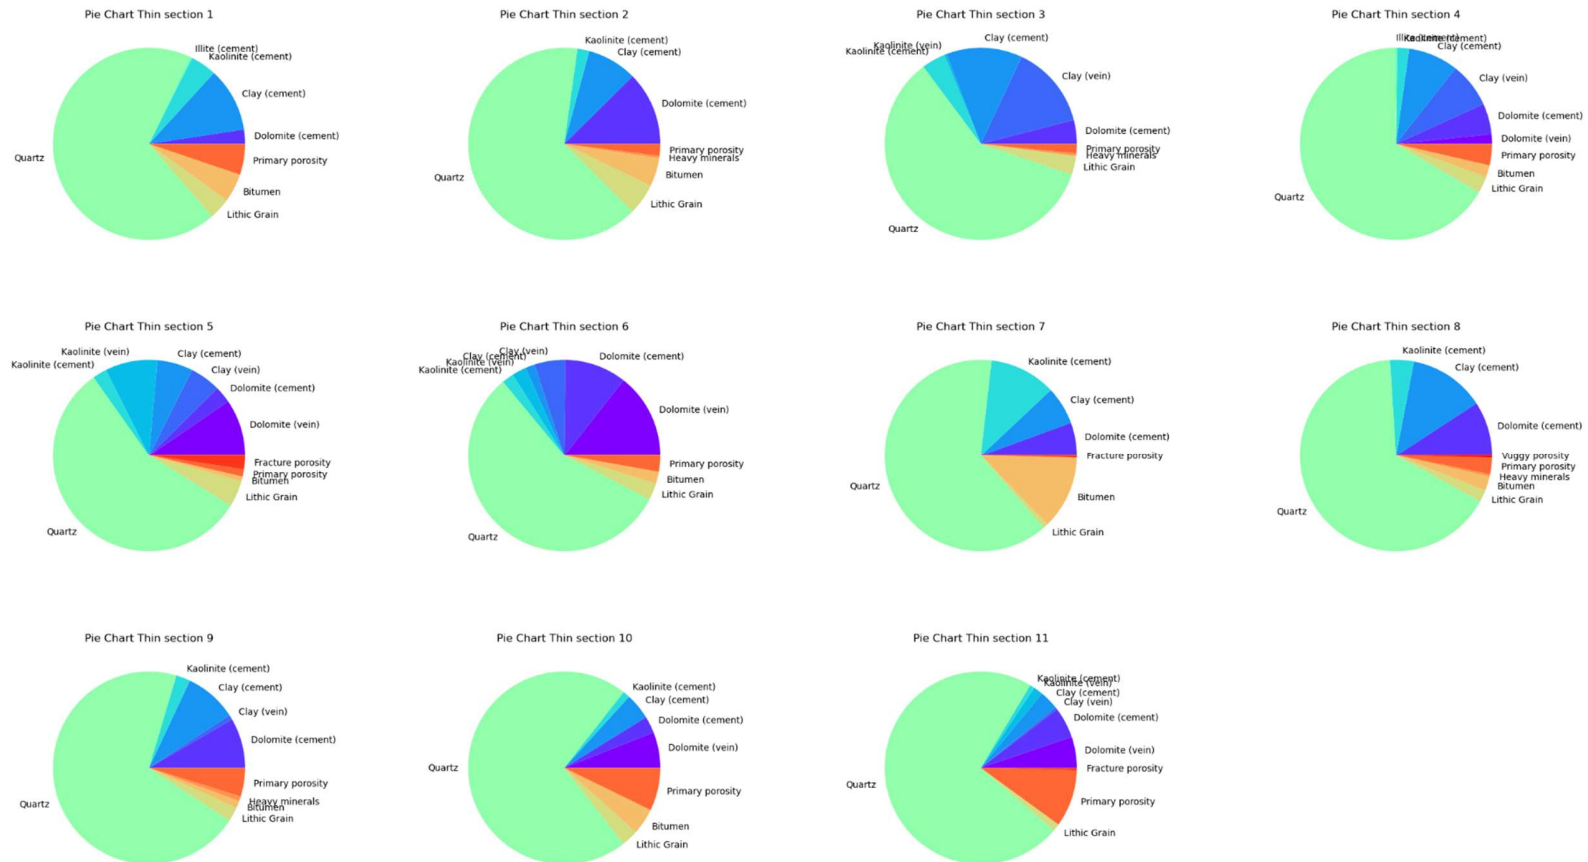 Pie Chart Thin section 1
Illite (cement)
Kaolinite (cement)
Clay (cement)
Dolomite (cement)
Quartz
Primary porosity
Bitumen
Lithic Grain
Pie Chart Thin section 2
Kaolinite (cement)
Clay (cement)
Dolomite (cement)
Primary porosity
Heavy minerals
Bitumen
Quartz
Lithic Grain
Pie Chart Thin section 3
Clay (cement)
Kaolinite (vein)
Kaolinite (cement)
Clay (vein)
Dolomite (cement)
Primary porosity
Heavy minerals
Lithic Grain
Quartz
Pie Chart Thin section 4
Illite (cement)
Kaolinite (cement)
Clay (cement)
Clay (vein)
Dolomite (cement)
Dolomite (vein)
Primary porosity
Bitumen
Lithic Grain
Quartz
Pie Chart Thin section 5
Kaolinite (vein)
Clay (cement)
Kaolinite (cement)
Clay (vein)
Dolomite (cement)
Dolomite (vein)
Fracture porosity
Primary porosity
Bitumen
Lithic Grain
Quartz
Pie Chart Thin section 6
Clay (vein)
Clay (cement)
Dolomite (cement)
Kaolinite (vein)
Kaolinite (cement)
Dolomite (vein)
Primary porosity
Bitumen
Lithic Grain
Quartz
Pie Chart Thin section 7
Kaolinite (cement)
Clay (cement)
Dolomite (cement)
Fracture porosity
Quartz
Bitumen
Lithic Grain
Pie Chart Thin section 8
Kaolinite (cement)
Clay (cement)
Dolomite (cement)
Vuggy porosity
Primary porosity
Heavy minerals
Bitumen
Lithic Grain
Quartz
Pie Chart Thin section 9
Kaolinite (cement)
Clay (cement)
Clay (vein)
Dolomite (cement)
Primary porosity
Heavy minerals
Bitumen
Quartz
Lithic Grain
Pie Chart Thin section 10
Kaolinite (cement)
Clay (cement)
Dolomite (cement)
Dolomite (vein)
Quartz
Primary porosity
Bitumen
Lithic Grain
Pie Chart Thin section 11
Kaolinite (cement)
Kaolinite (vein)
Clay (cement)
Clay (vein)
Dolomite (cement)
Dolomite (vein)
Fracture porosity
Quartz
Primary porosity
Lithic Grain